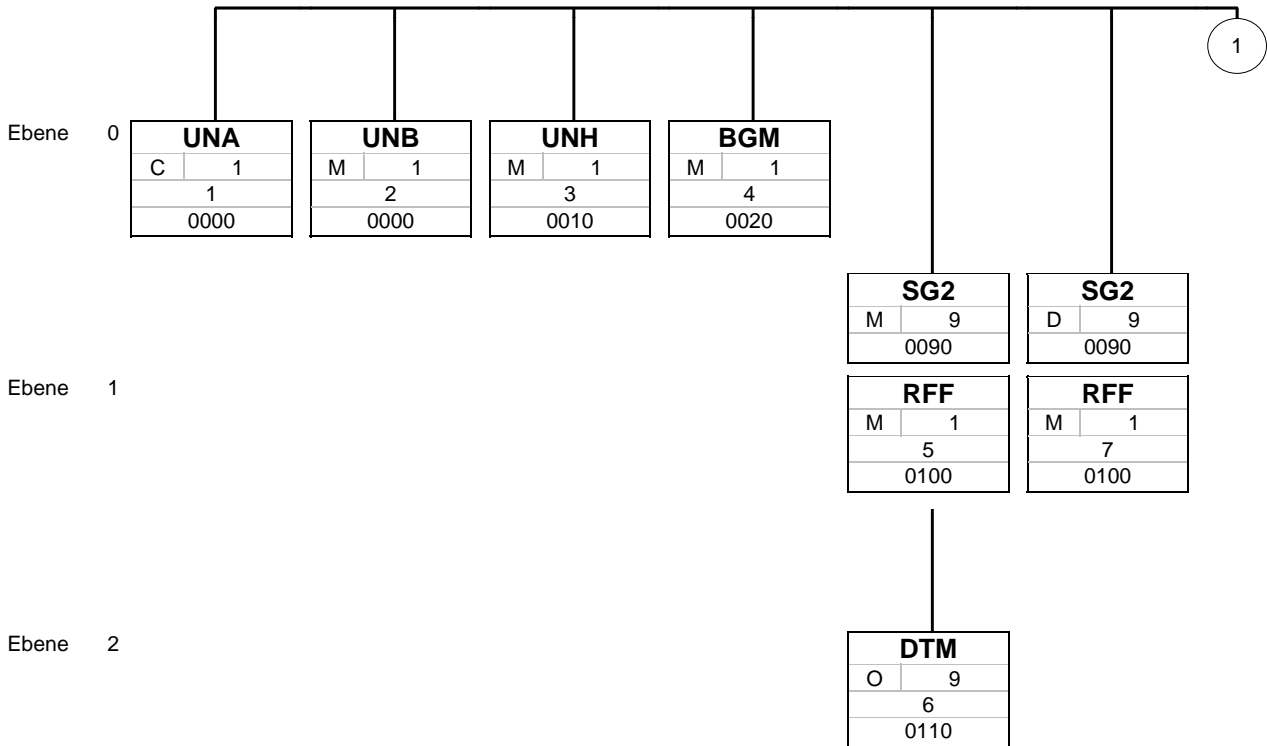 1
Ebene 0
UNA UNB UNH BGM
C 1 M 1 M 1 M 1
1 2 3 4
0000 0000 0010 0020
SG2 SG2
M 9 D 9
0090 0090
Ebene 1
RFF RFF
M 1 M 1
5 7
0100 0100
Ebene 2
DTM
O 9
6
0110